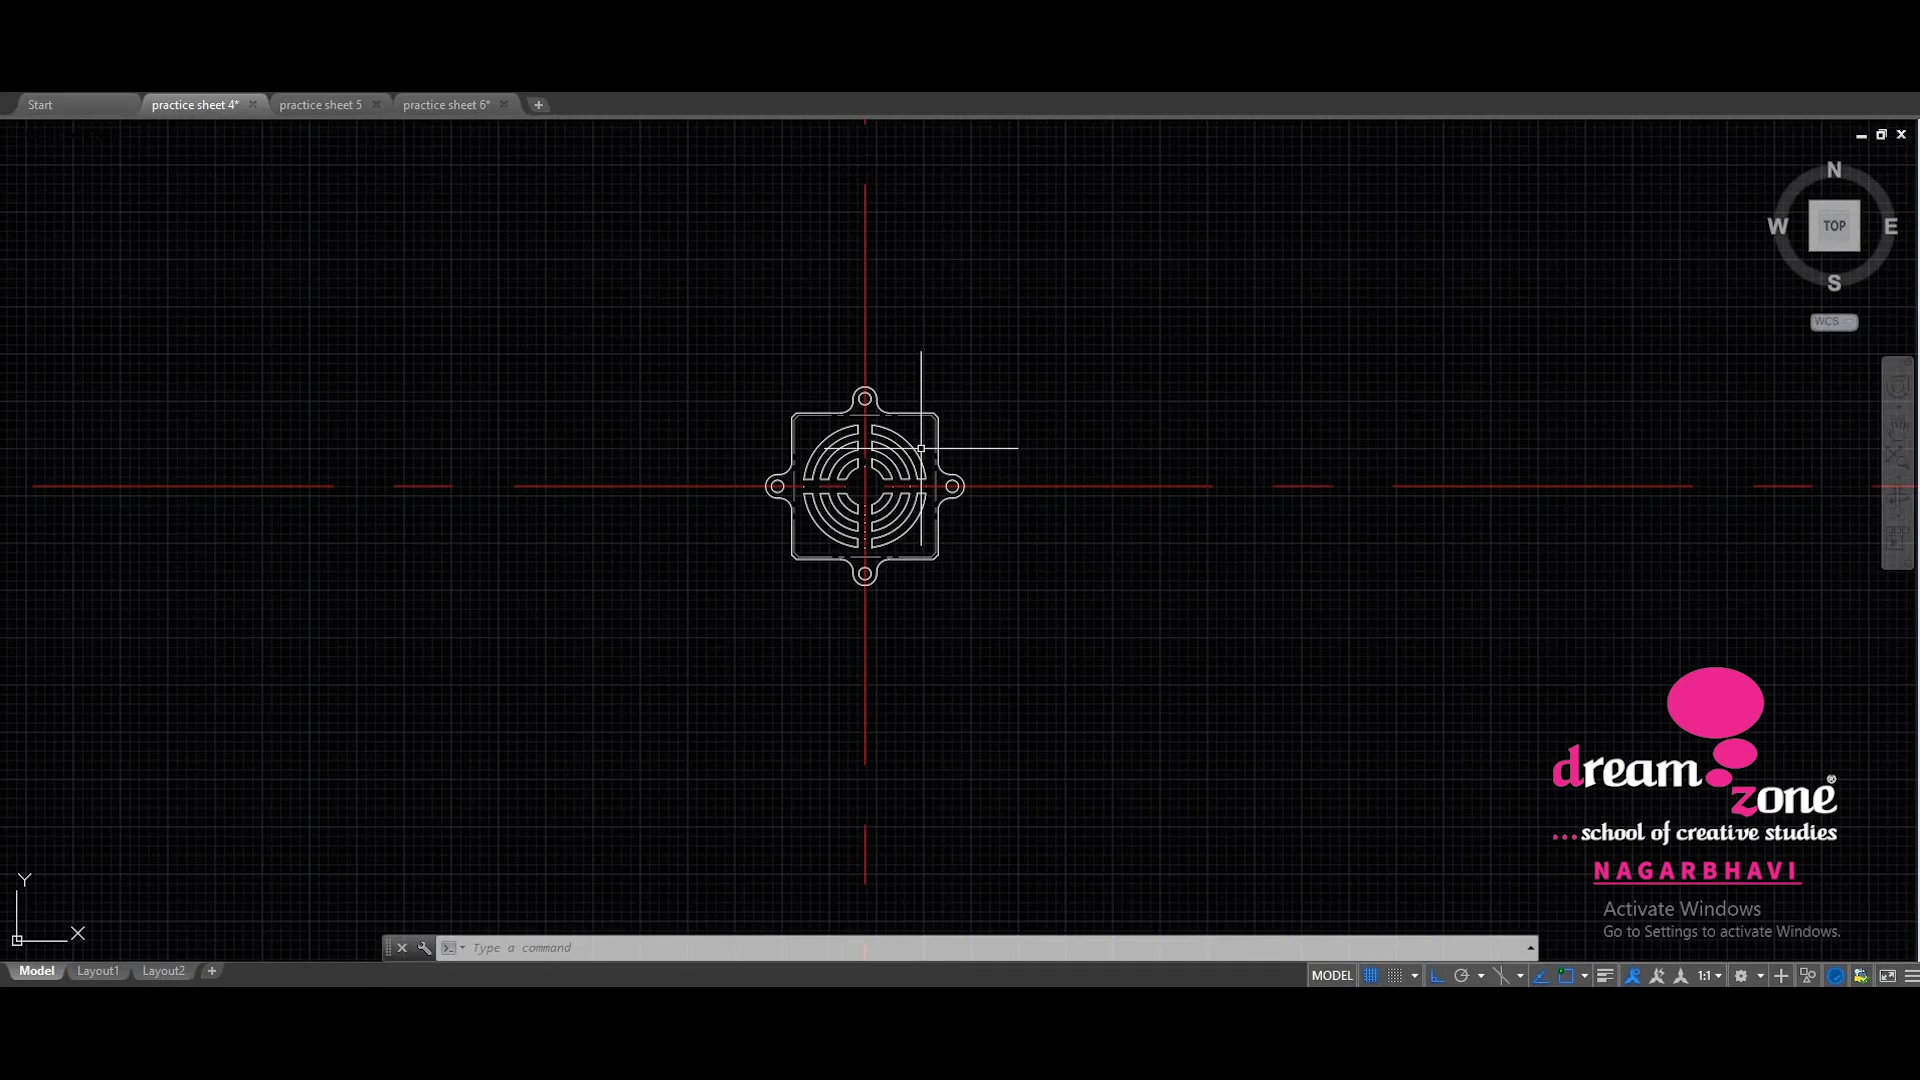 Start
practice sheet 4*
practice sheet 5
practice sheet 6*
N
W TOP E
S
WCS
dream
zone®
...school of creative studies
NAGARBHAVI
Activate Windows
Go to Settings to activate Windows.
Y
X
Type a command
Model Layout1 Layout2
MODEL 1:1